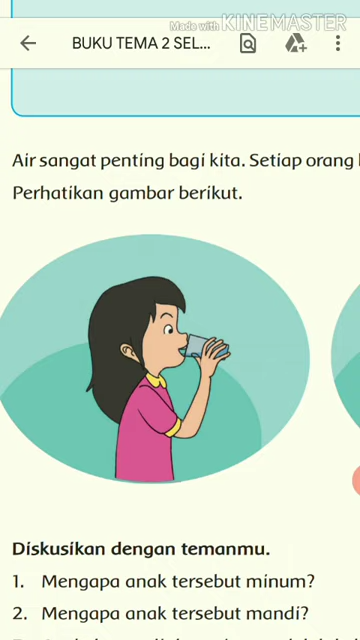 Made with KINEMASTER
BUKU TEMA 2 SEL...
Air sangat penting bagi kita. Setiap orang
Perhatikan gambar berikut.
Diskusikan dengan temanmu.
1. Mengapa anak tersebut minum?
2. Mengapa anak tersebut mandi?